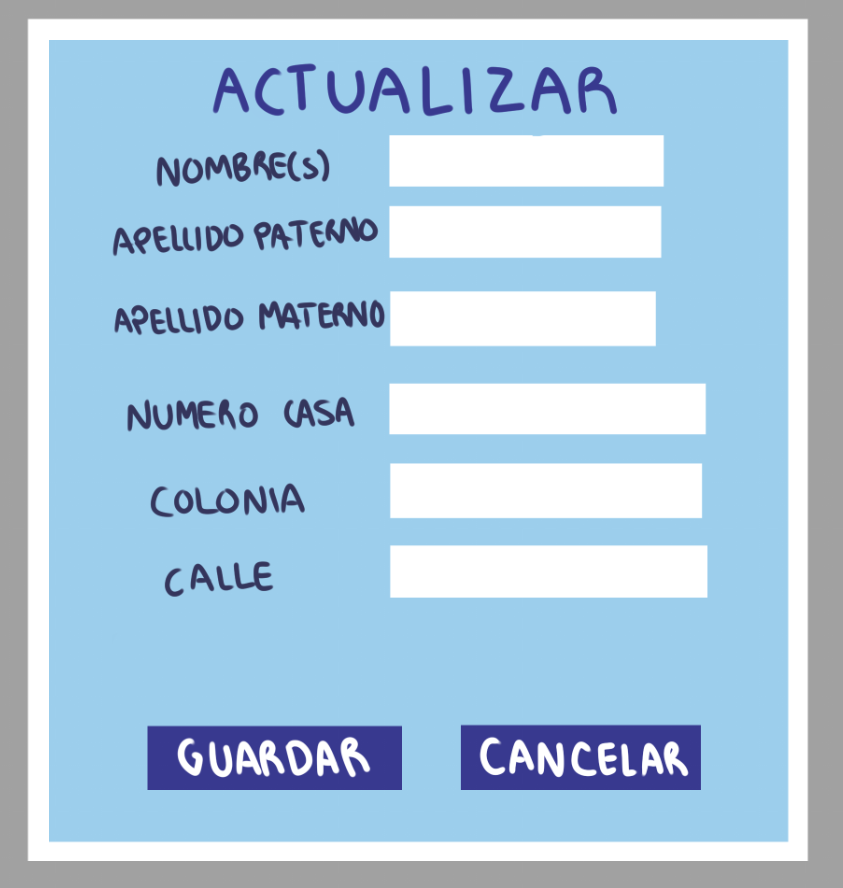 ACTUALIZAR
NOMBRE(s)
APELLIDO PATERNO
APELLIDO MATERNO
NUMERO CASA
COLONIA
CALLE
GUARDAR CANCELAR